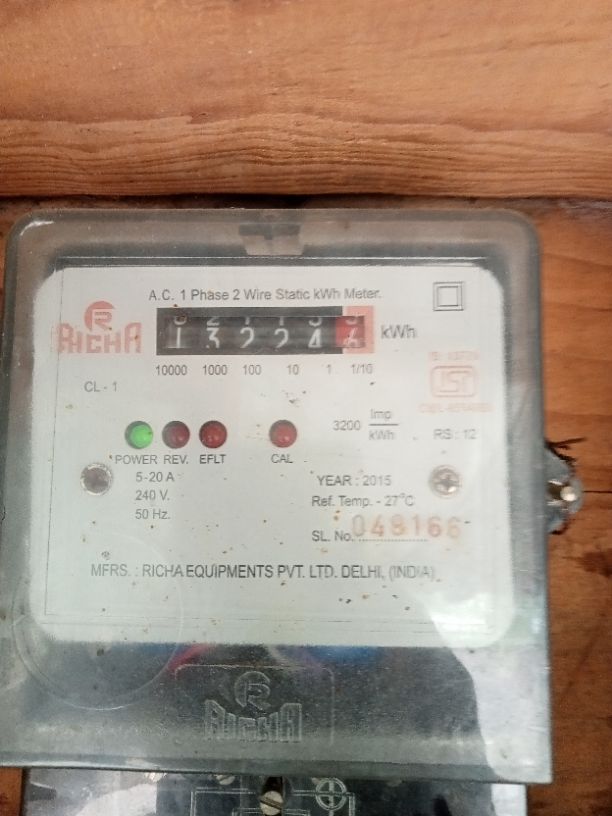 A.C. 1 Phase 2 Wire Static kWh Meter.
RICHA
1 3 2 2 4 6 kWh
10000 1000 100 10 1 1/10
CL - 1
3200 Imp/kWh
RS : 12
POWER REV. EFLT CAL
5-20 A
240 V.
50 Hz.
YEAR : 2015
Ref. Temp. - 27°C
SL. No. 048166
MFRS. : RICHA EQUIPMENTS PVT. LTD. DELHI, (INDIA)
RICHA